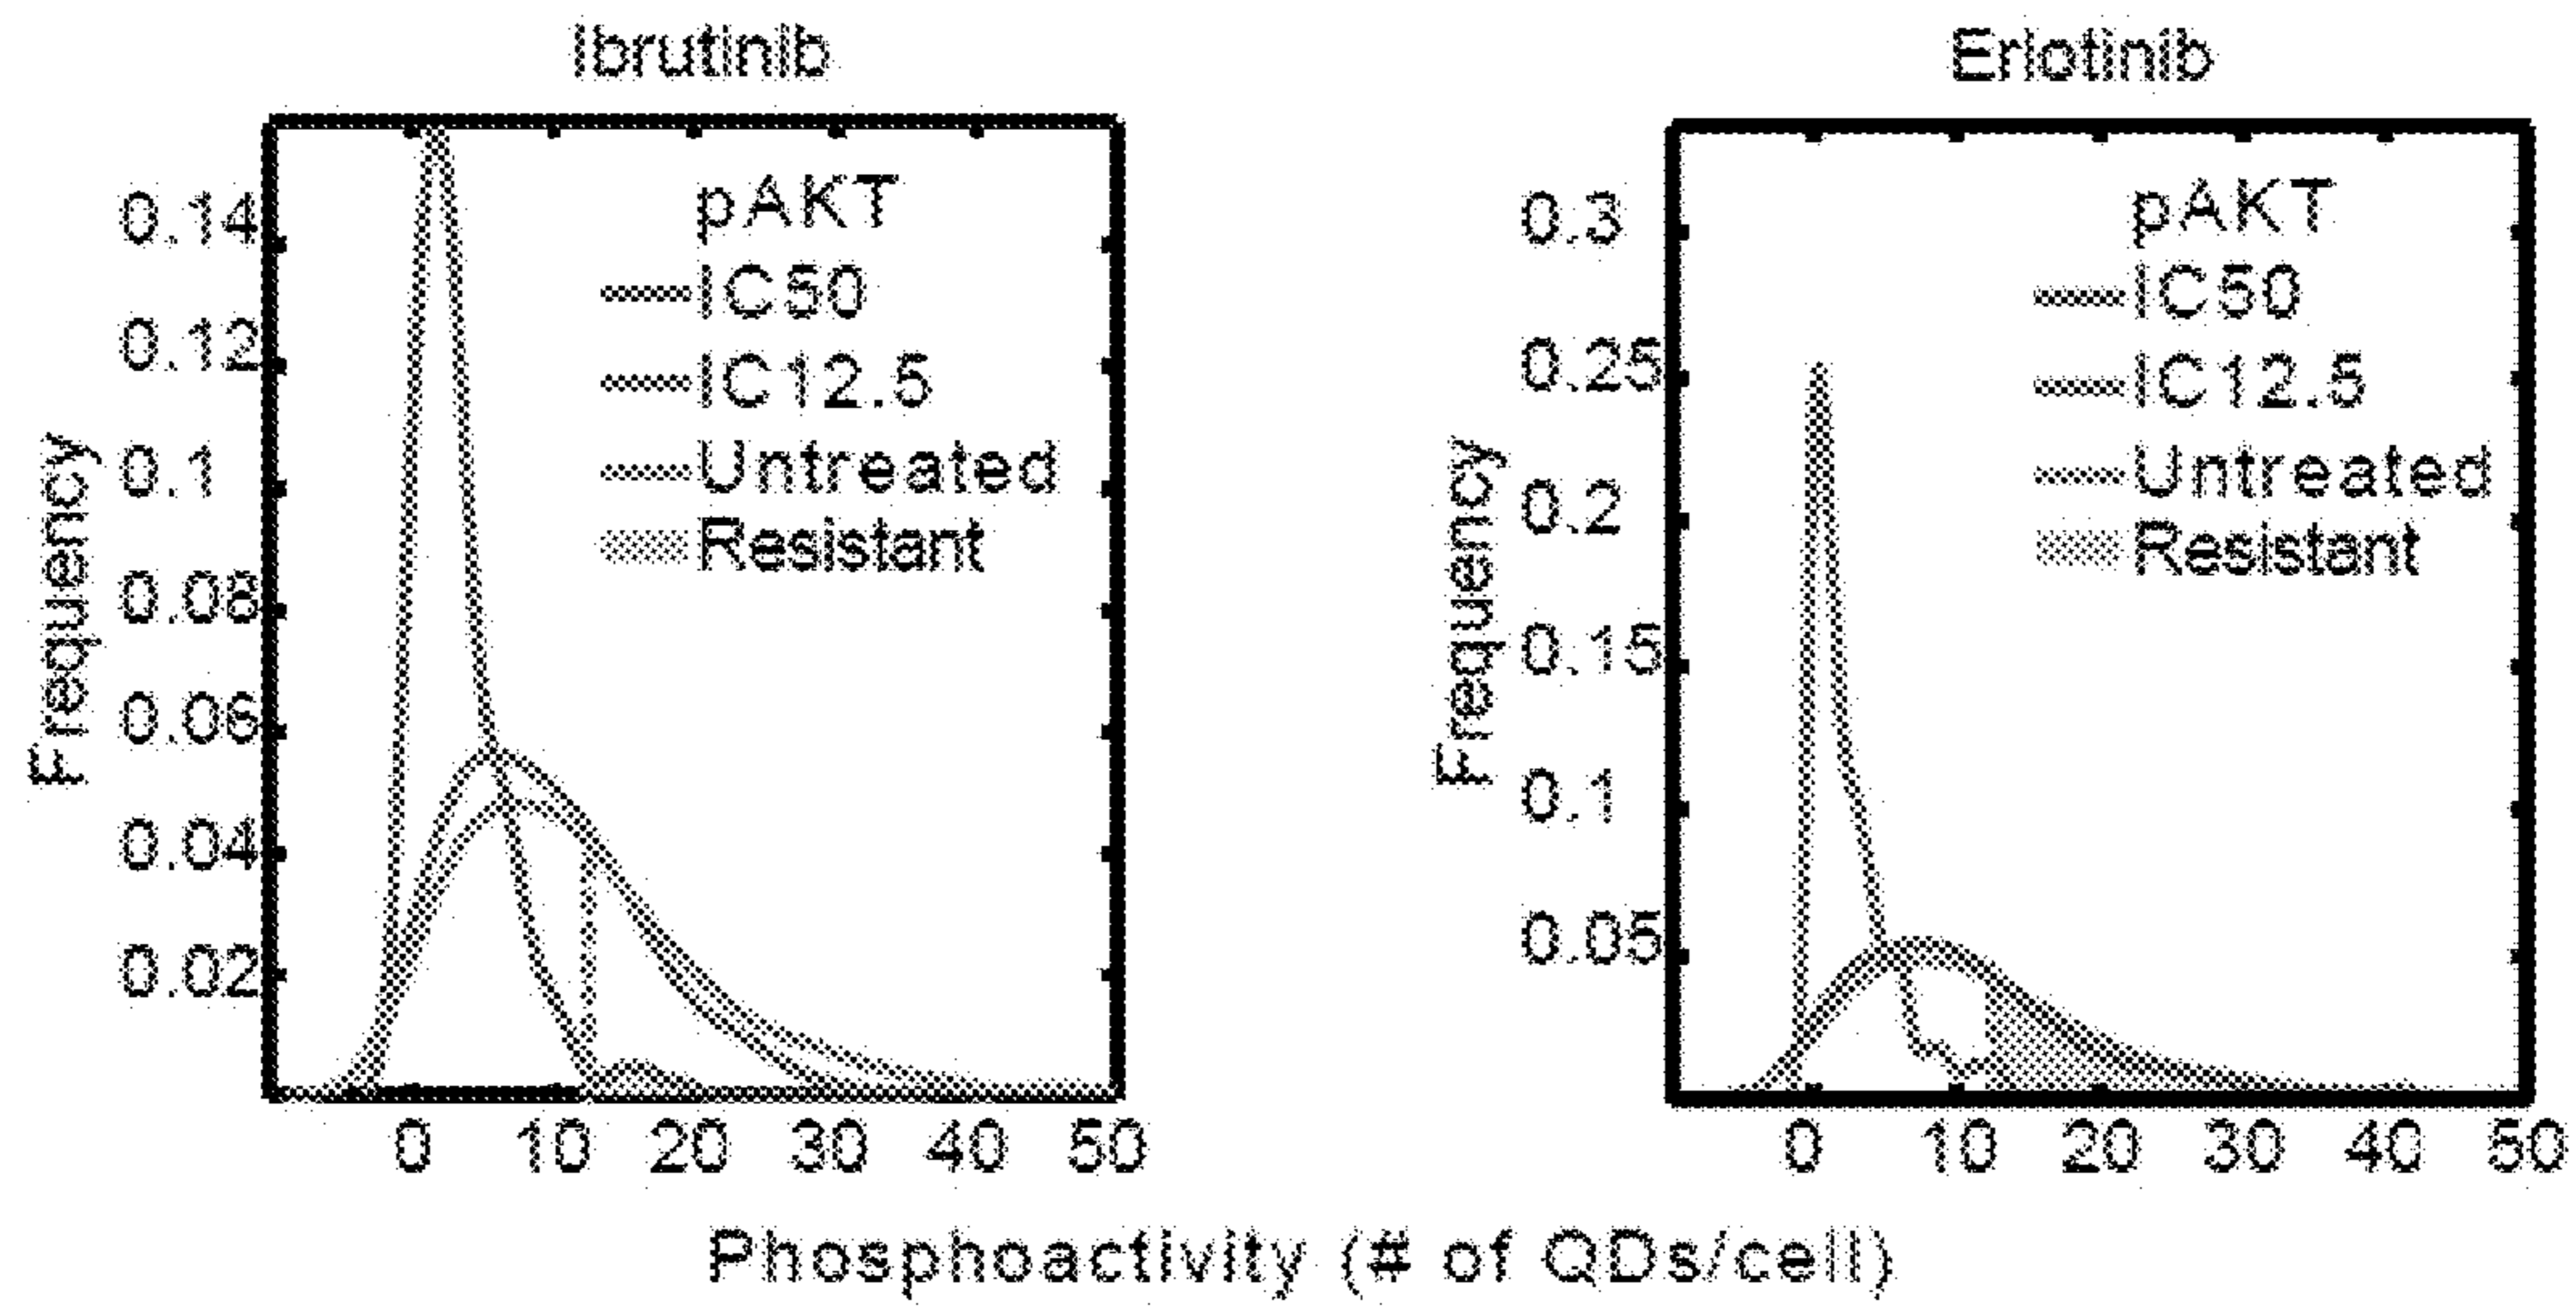 Ibrutinib
Frequency
0.14
0.12
0.1
0.08
0.06
0.04
0.02
pAKT
IC50
IC12.5
Untreated
Resistant
0 10 20 30 40 50
Erlotinib
Frequency
0.3
0.25
0.2
0.15
0.1
0.05
pAKT
IC50
IC12.5
Untreated
Resistant
0 10 20 30 40 50
Phosphoactivity (# of QDs/cell)